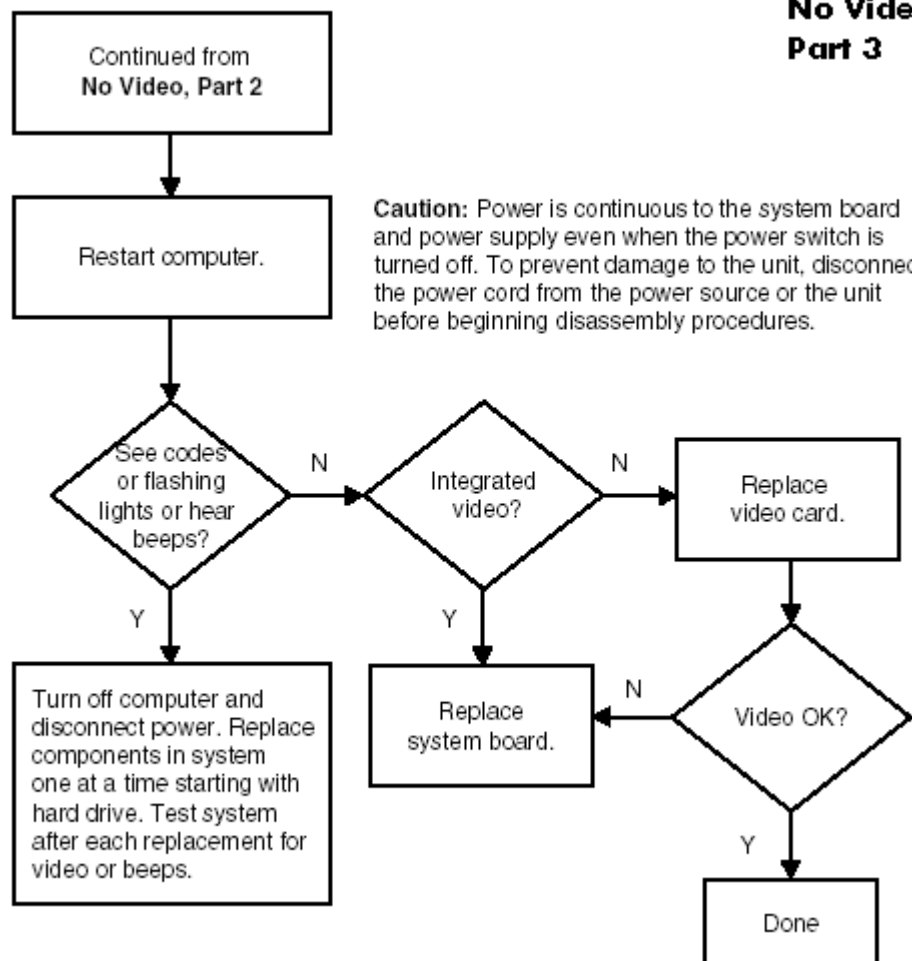 No Vide
Part 3
Continued from
No Video, Part 2
Restart computer.
Caution: Power is continuous to the system board
and power supply even when the power switch is
turned off. To prevent damage to the unit, disconnec
the power cord from the power source or the unit
before beginning disassembly procedures.
See codes
or flashing
lights or hear
beeps?
N
Integrated
video?
N
Replace
video card.
Y
Y
Turn off computer and
disconnect power. Replace
components in system
one at a time starting with
hard drive. Test system
after each replacement for
video or beeps.
Replace
system board.
N
Video OK?
Y
Done